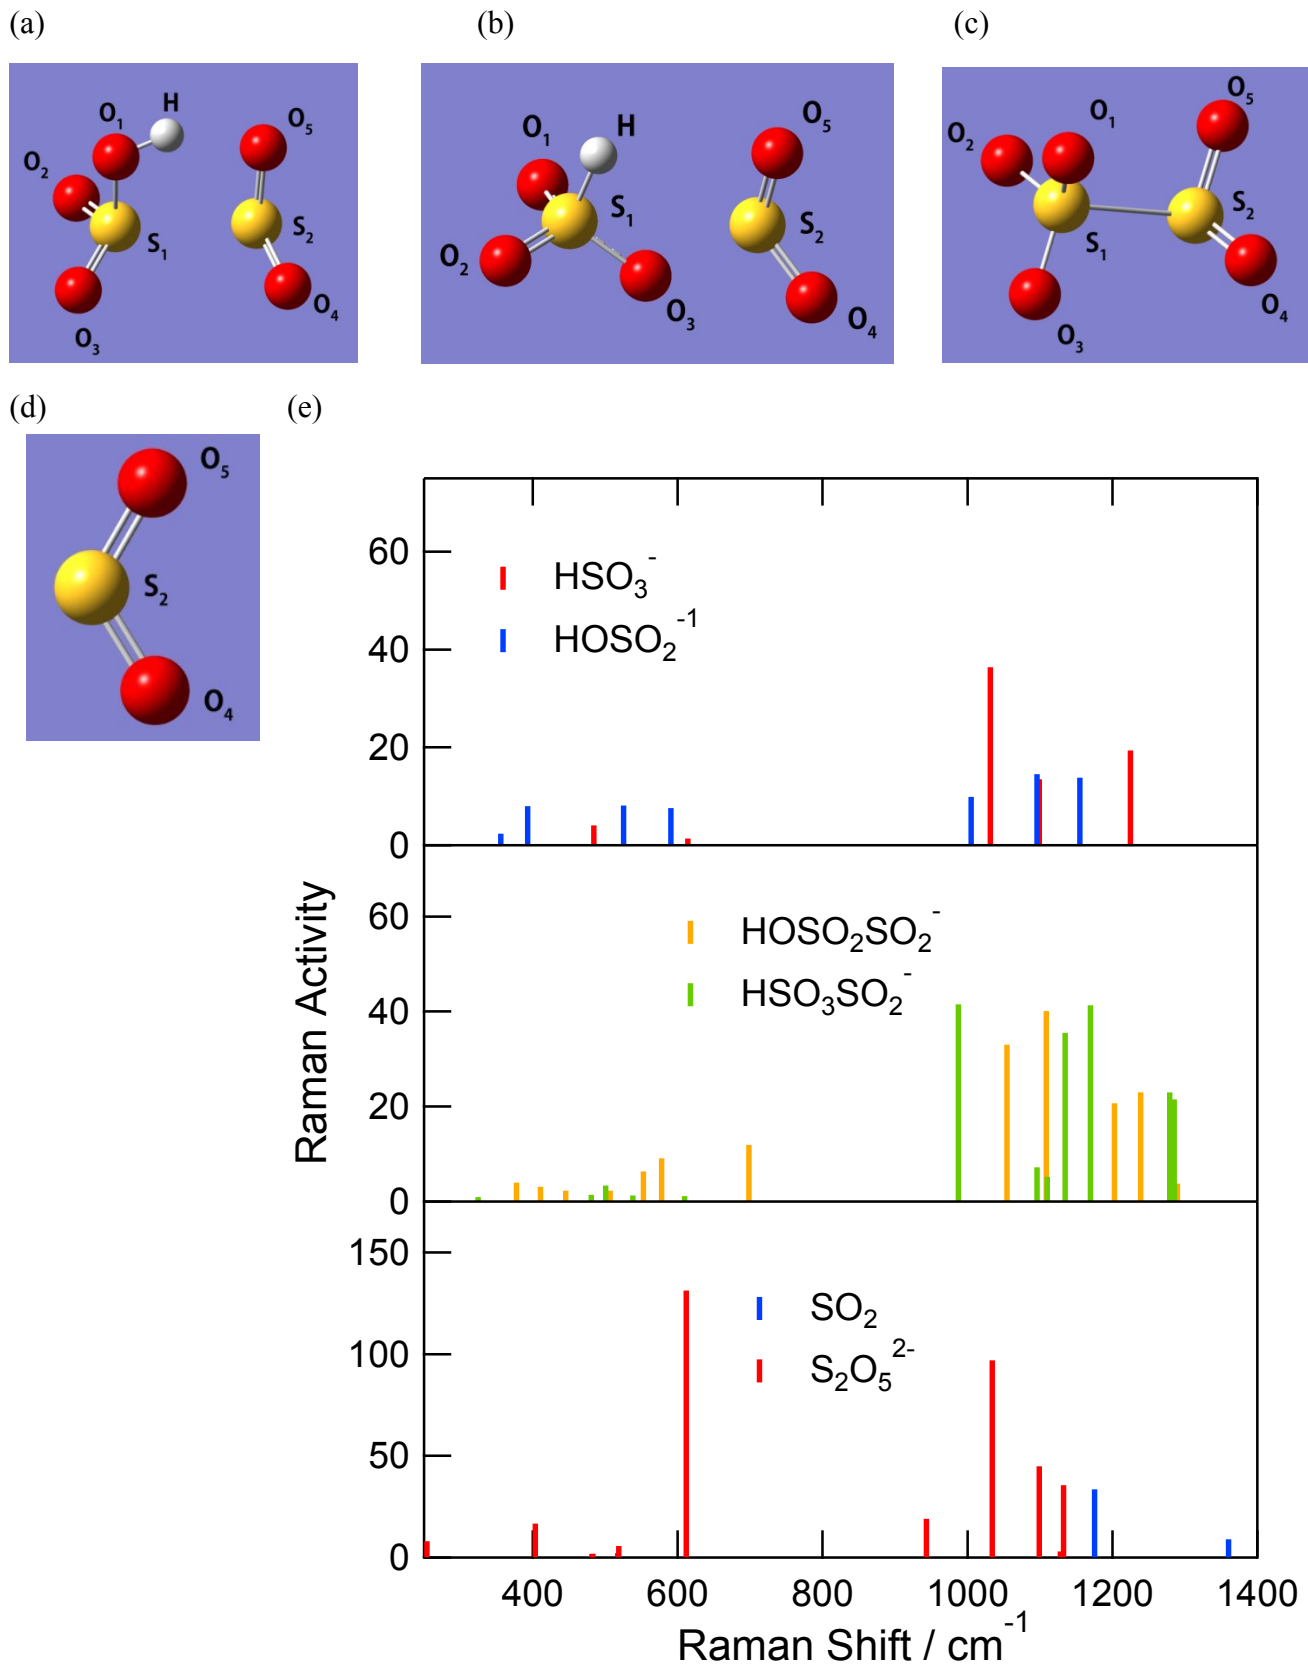 (a)
(b)
(c)
O1 H O5
O2
S1 S2
O3 O4
O1 H O5
S1 S2
O2 O3 O4
O2 O1 O5
S1 S2
O3 O4
(d)
(e)
O5
S2
O4
Raman Activity
60
40
20
0
HSO3-
HOSO2-1
60
40
20
0
HOSO2SO2-
HSO3SO2-
150
100
50
0
SO2
S2O52-
400 600 800 1000 1200 1400
Raman Shift / cm-1